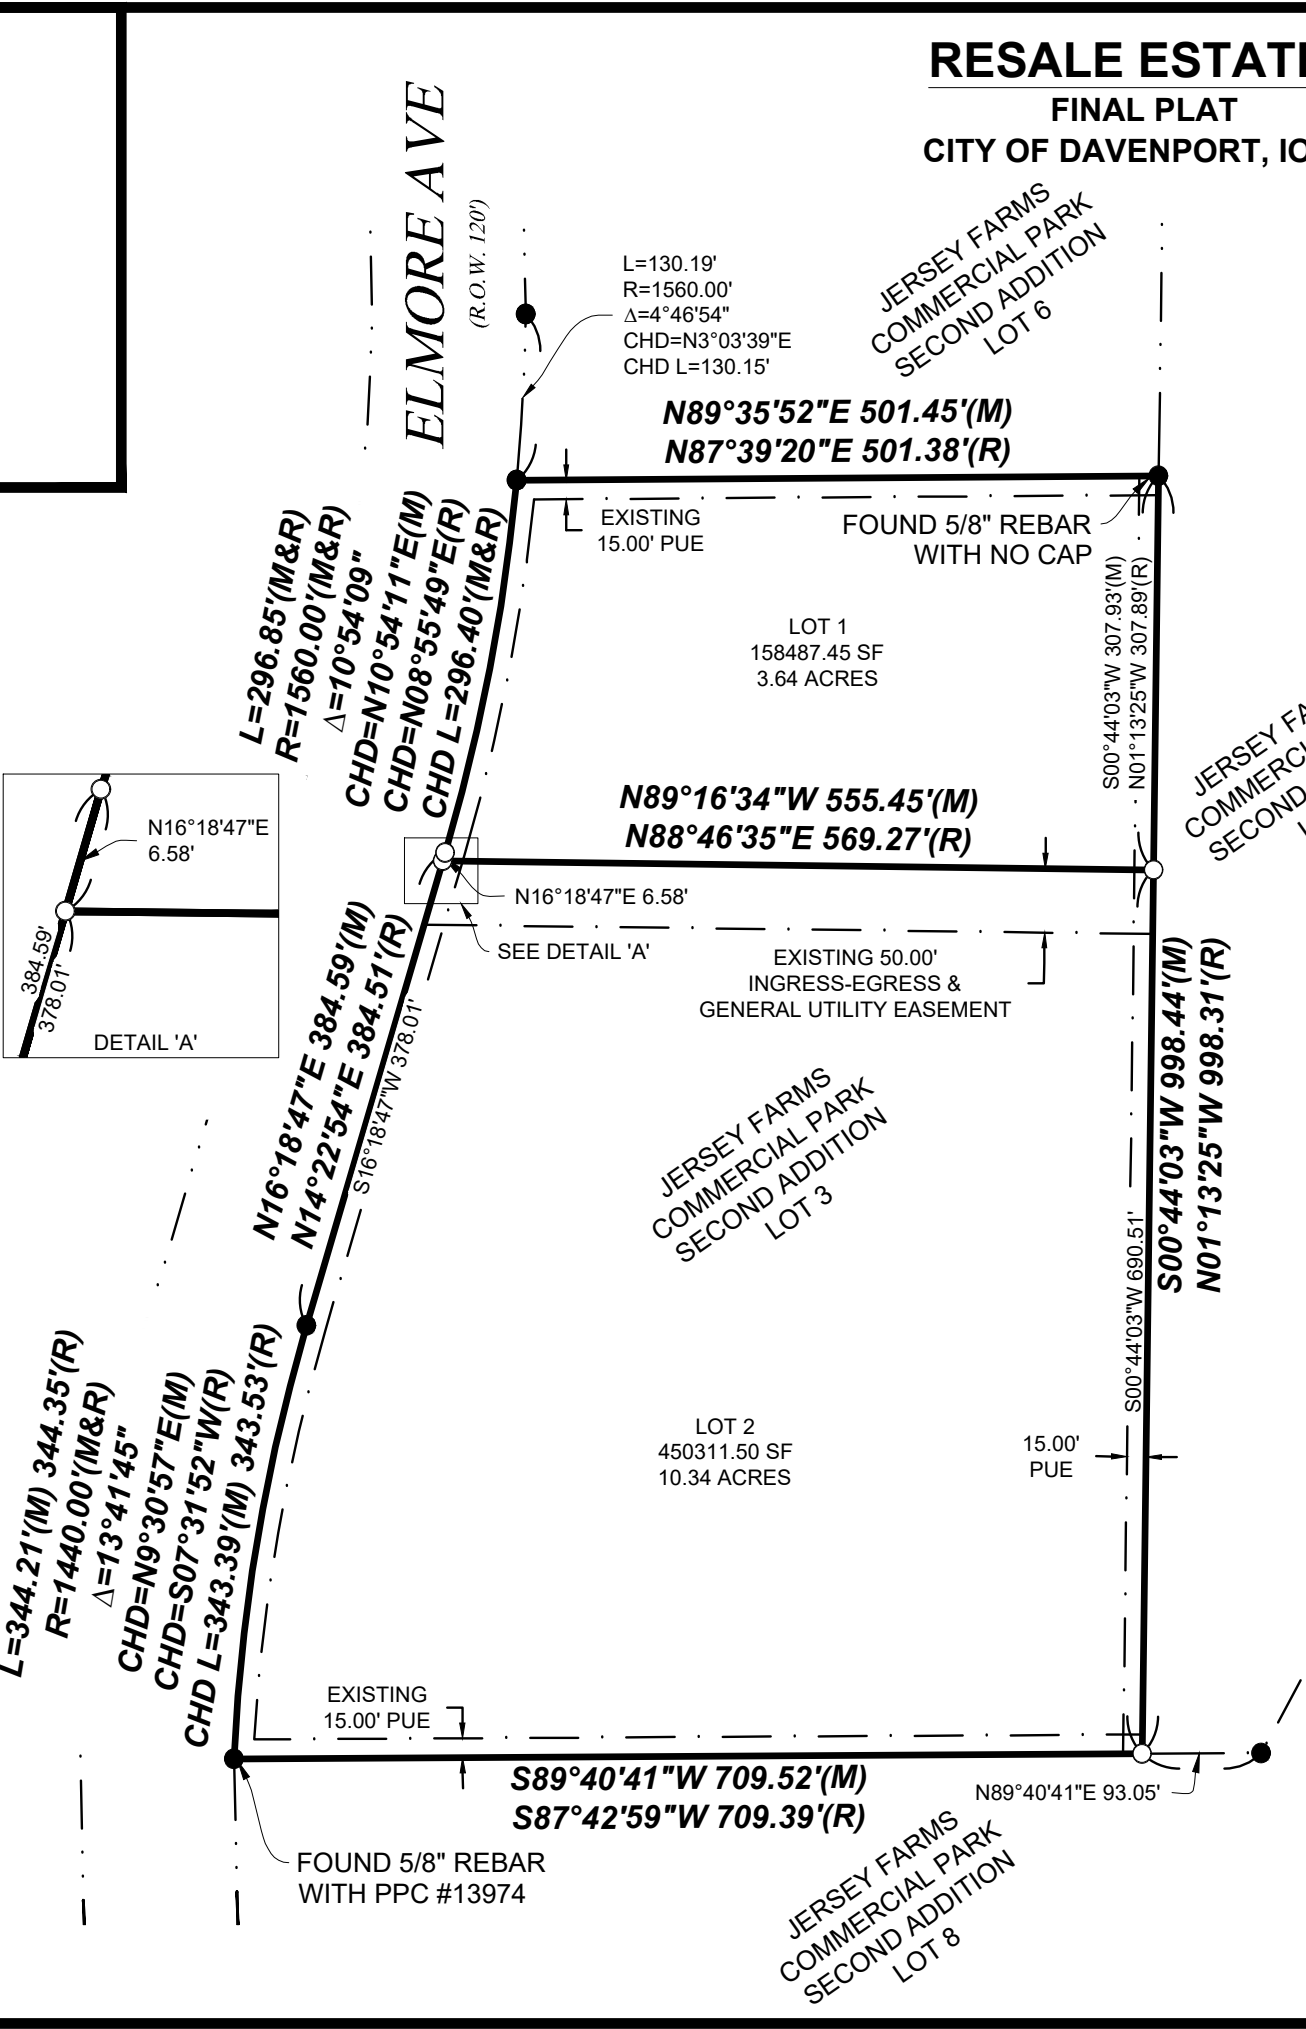 RESALE ESTATE
FINAL PLAT
CITY OF DAVENPORT, IO
ELMORE AVE
(R.O.W. 120')
L=130.19'
R=1560.00'
Δ=4°46'54"
CHD=N3°03'39"E
CHD L=130.15'
JERSEY FARMS
COMMERCIAL PARK
SECOND ADDITION
LOT 6
N89°35'52"E 501.45'(M)
N87°39'20"E 501.38'(R)
EXISTING
15.00' PUE
FOUND 5/8" REBAR
WITH NO CAP
L=296.85'(M&R)
R=1560.00'(M&R)
Δ=10°54'09"
CHD=N10°54'11"E(M)
CHD=N08°55'49"E(R)
CHD L=296.40'(M&R)
LOT 1
158487.45 SF
3.64 ACRES
S00°44'03"W 307.93'(M)
N01°13'25"W 307.89'(R)
JERSEY FA
COMMERCI
SECOND
N89°16'34"W 555.45'(M)
N88°46'35"E 569.27'(R)
N16°18'47"E
6.58'
384.59'
378.01'
DETAIL 'A'
N16°18'47"E 6.58'
SEE DETAIL 'A'
EXISTING 50.00'
INGRESS-EGRESS &
GENERAL UTILITY EASEMENT
N16°18'47"E 384.59'(M)
N14°22'54"E 384.51'(R)
S16°18'47"W 378.01'
JERSEY FARMS
COMMERCIAL PARK
SECOND ADDITION
LOT 3
S00°44'03"W 998.44'(M)
N01°13'25"W 998.31'(R)
S00°44'03"W 690.51'
L=344.21'(M) 344.35'(R)
R=1440.00'(M&R)
Δ=13°41'45"
CHD=N9°30'57"E(M)
CHD=S07°31'52"W(R)
CHD L=343.39'(M) 343.53'(R)
LOT 2
450311.50 SF
10.34 ACRES
15.00'
PUE
EXISTING
15.00' PUE
S89°40'41"W 709.52'(M)
S87°42'59"W 709.39'(R)
N89°40'41"E 93.05'
FOUND 5/8" REBAR
WITH PPC #13974
JERSEY FARMS
COMMERCIAL PARK
SECOND ADDITION
LOT 8